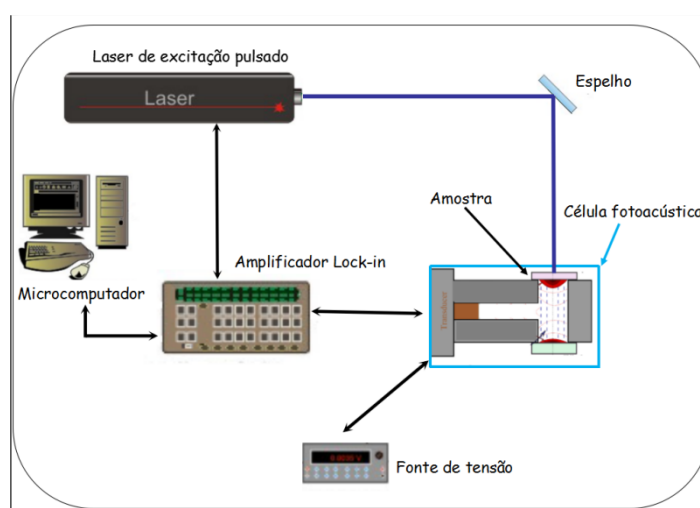 Laser de excitação pulsado
Laser
Espelho
Amostra
Célula fotoacústica
Amplificador Lock-in
Microcomputador
Fonte de tensão